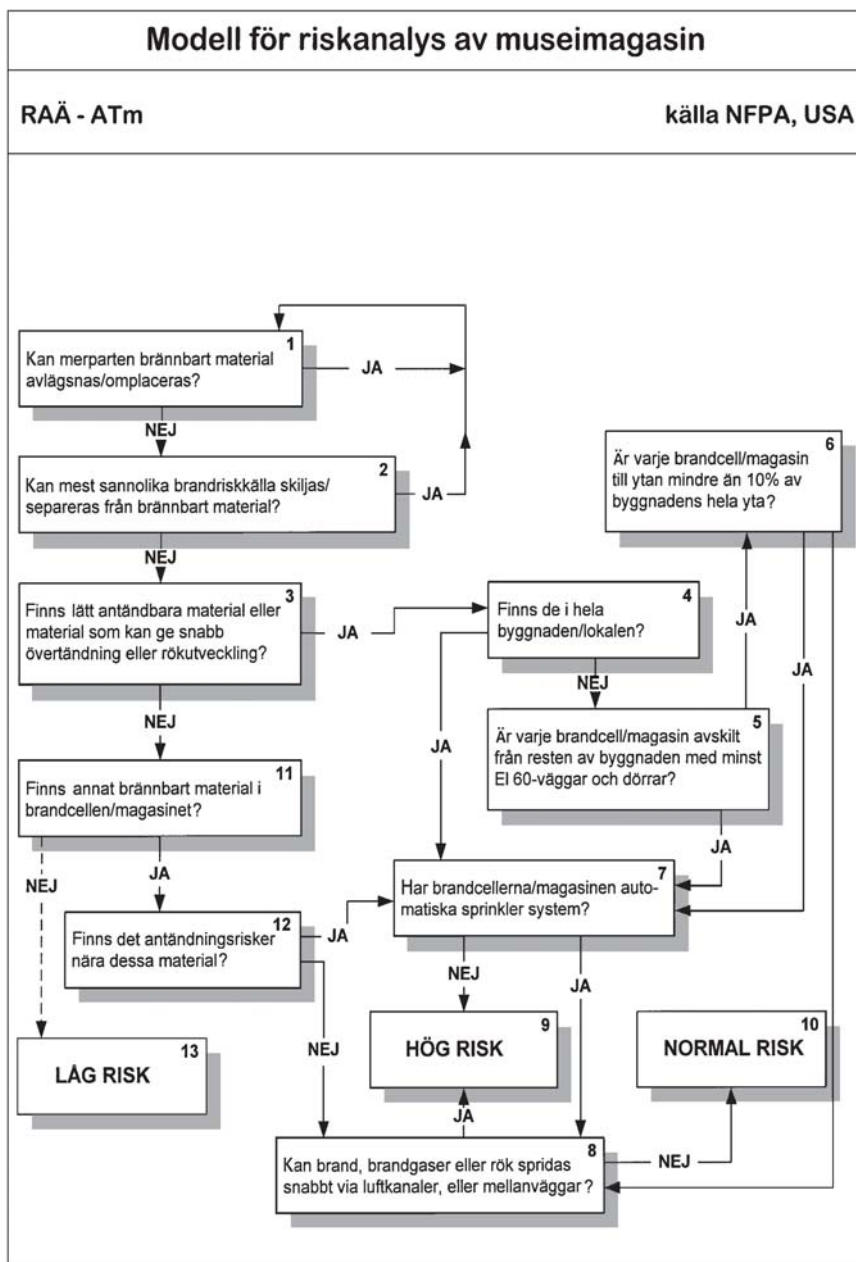 Modell för riskanalys av museimagasin
RAÄ - ATm
källa NFPA, USA
1
Kan merparten brännbart material
avlägsnas/omplaceras?
JA
NEJ
2
Kan mest sannolika brandriskkälla skiljas/
separeras från brännbart material?
JA
NEJ
3
Finns lätt antändbara material eller
material som kan ge snabb
övertändning eller rökutveckling?
JA
NEJ
4
Finns de i hela
byggnaden/lokalen?
NEJ
JA
5
Är varje brandcell/magasin avskilt
från resten av byggnaden med minst
EI 60-väggar och dörrar?
JA
JA
6
Är varje brandcell/magasin
till ytan mindre än 10% av
byggnadens hela yta?
JA
11
Finns annat brännbart material i
brandcellen/magasinet?
NEJ
JA
7
Har brandcellerna/magasinen auto-
matiska sprinkler system?
NEJ
JA
12
Finns det antändningsrisker
nära dessa material?
JA
NEJ
13
LÅG RISK
9
HÖG RISK
10
NORMAL RISK
JA
8
Kan brand, brandgaser eller rök spridas
snabbt via luftkanaler, eller mellanväggar?
NEJ